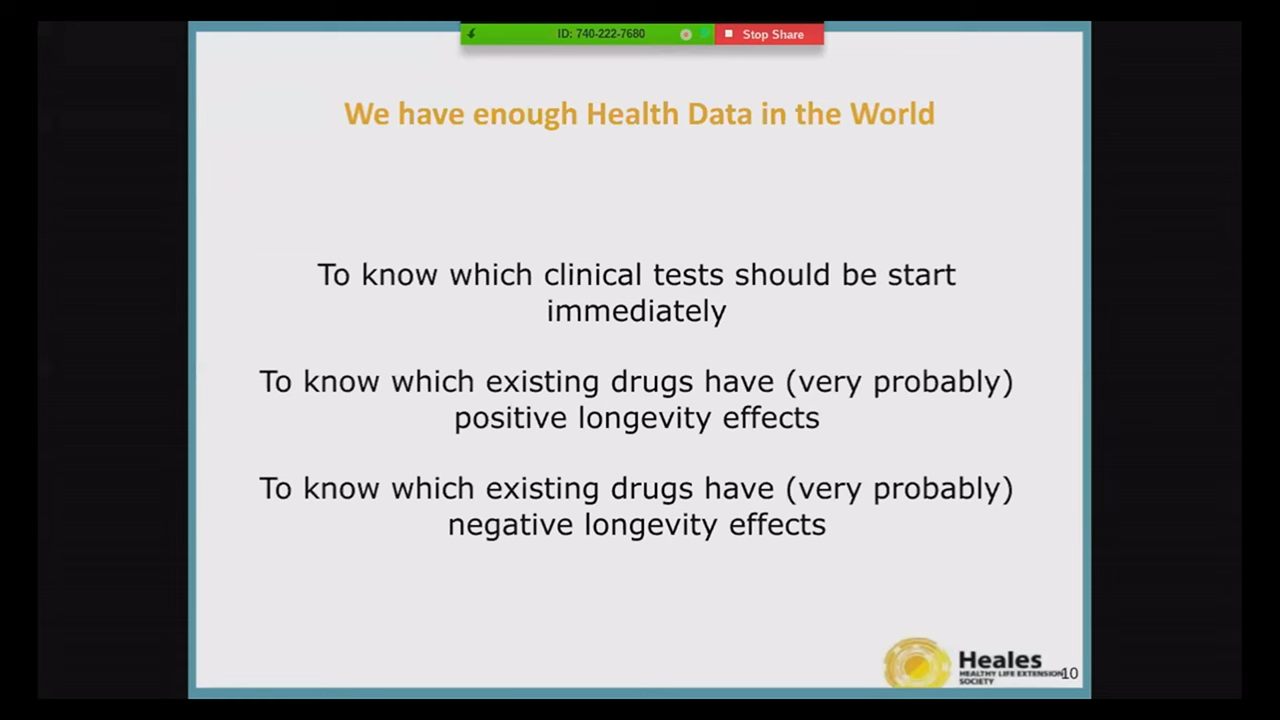 ID: 740-222-7680
Stop Share
We have enough Health Data in the World
To know which clinical tests should be start
immediately
To know which existing drugs have (very probably)
positive longevity effects
To know which existing drugs have (very probably)
negative longevity effects
Heales
HEALTHY LIFE EXTENSION
SOCIETY
10